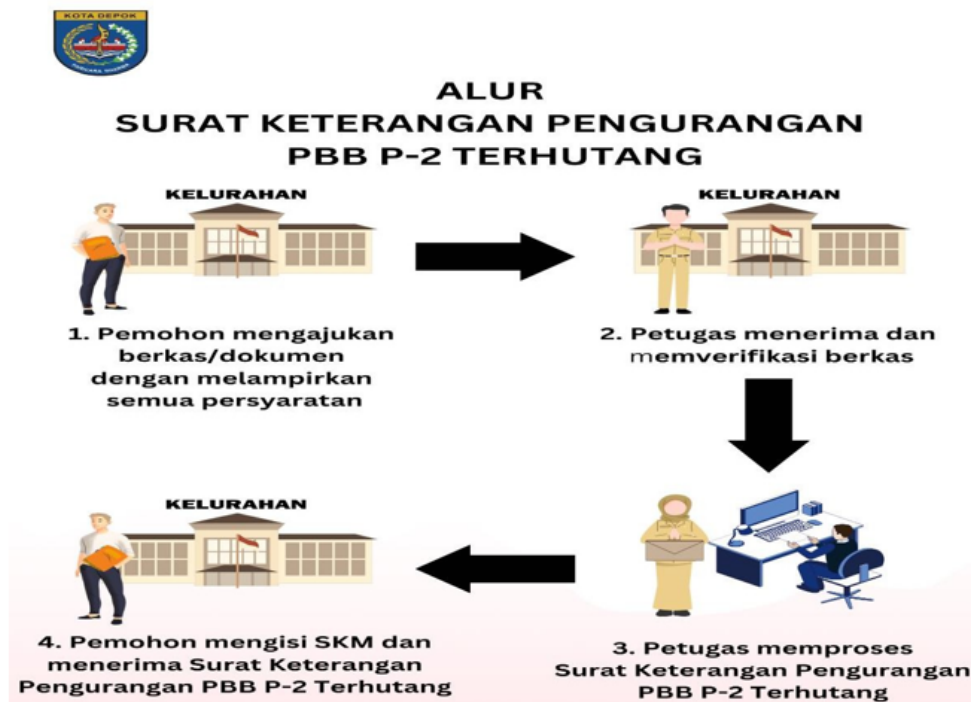 KOTA DEPOK
ALUR
SURAT KETERANGAN PENGURANGAN
PBB P-2 TERHUTANG
KELURAHAN
1. Pemohon mengajukan
berkas/dokumen
dengan melampirkan
semua persyaratan
KELURAHAN
2. Petugas menerima dan
memverifikasi berkas
3. Petugas memproses
Surat Keterangan Pengurangan
PBB P-2 Terhutang
KELURAHAN
4. Pemohon mengisi SKM dan
menerima Surat Keterangan
Pengurangan PBB P-2 Terhutang